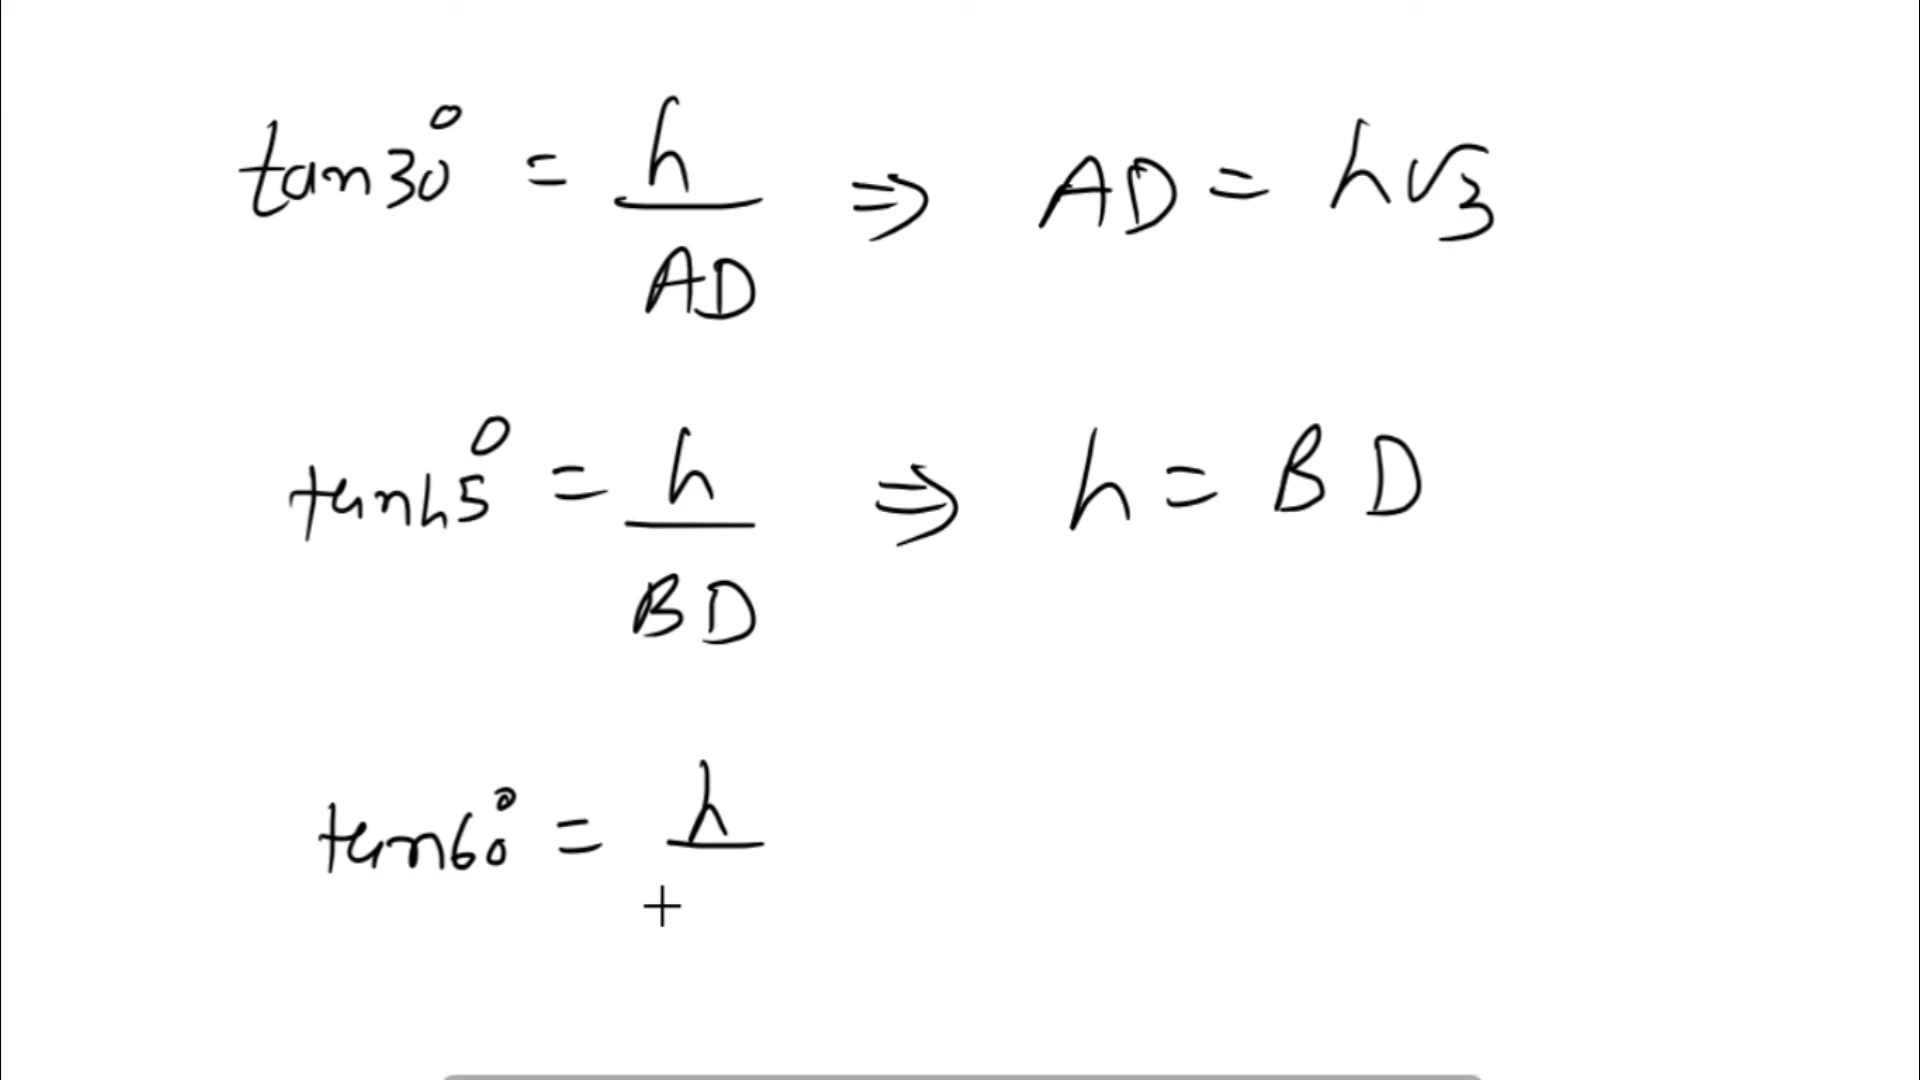 tan30° = h/AD ⇒ AD = h√3
tan45° = h/BD ⇒ h = BD
tan60° = h/